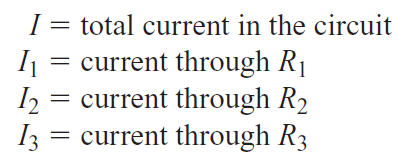 I = total current in the circuit
I₁ = current through R₁
I₂ = current through R₂
I₃ = current through R₃